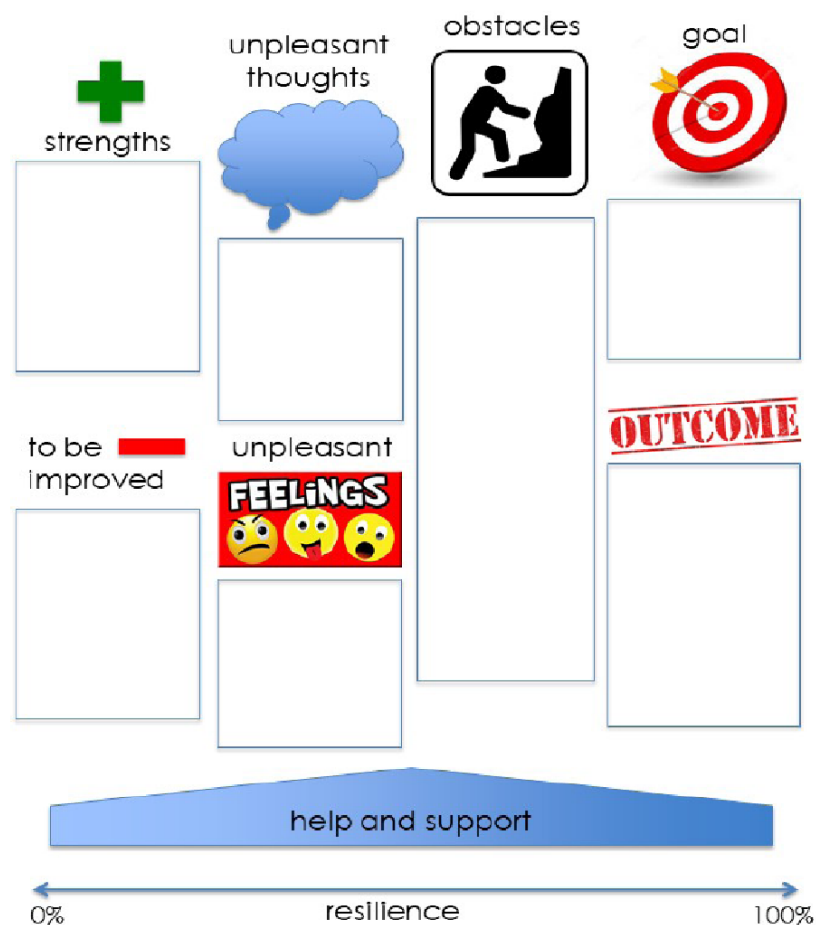 strengths
to be
improved
unpleasant
thoughts
unpleasant
FEELiNGS
obstacles
goal
OUTCOME
help and support
0%
resilience
100%